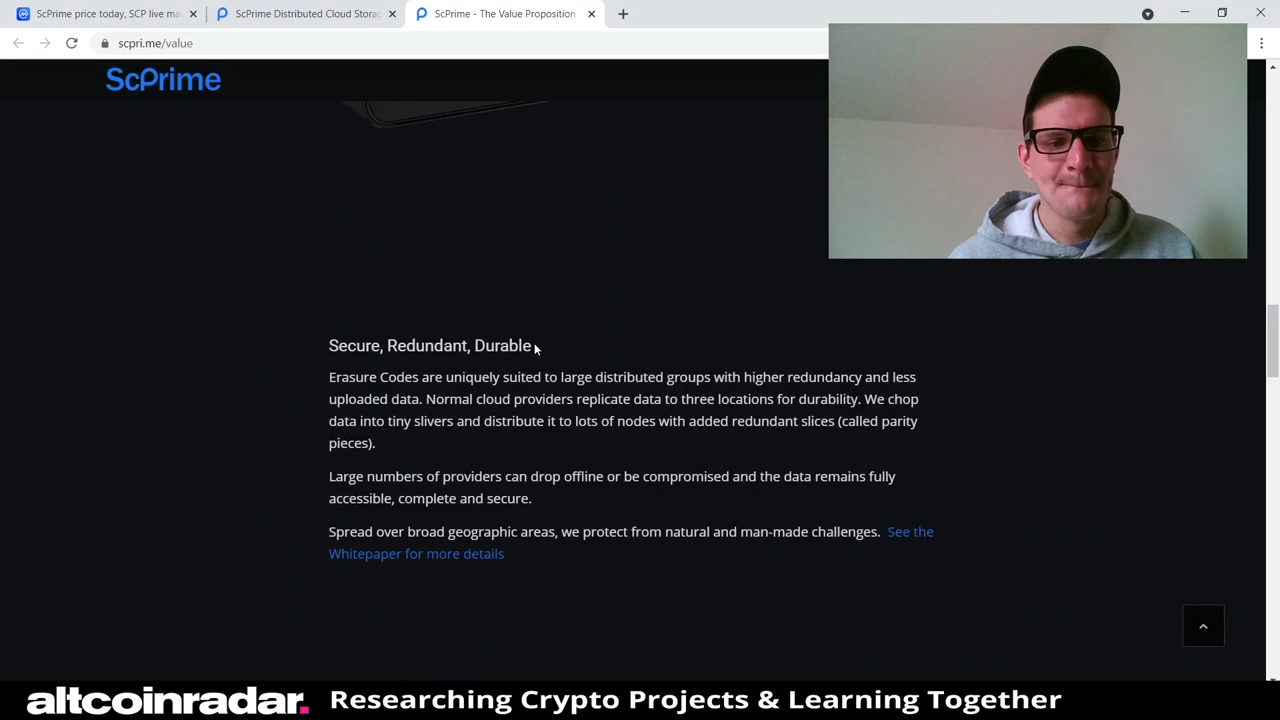 ScPrime price today, SCP live ma
ScPrime Distributed Cloud Stora
ScPrime - The Value Proposition
scpri.me/value
ScPrime
Secure, Redundant, Durable
Erasure Codes are uniquely suited to large distributed groups with higher redundancy and less
uploaded data. Normal cloud providers replicate data to three locations for durability. We chop
data into tiny slivers and distribute it to lots of nodes with added redundant slices (called parity
pieces).
Large numbers of providers can drop offline or be compromised and the data remains fully
accessible, complete and secure.
Spread over broad geographic areas, we protect from natural and man-made challenges. See the
Whitepaper for more details
altcoinradar. Researching Crypto Projects & Learning Together